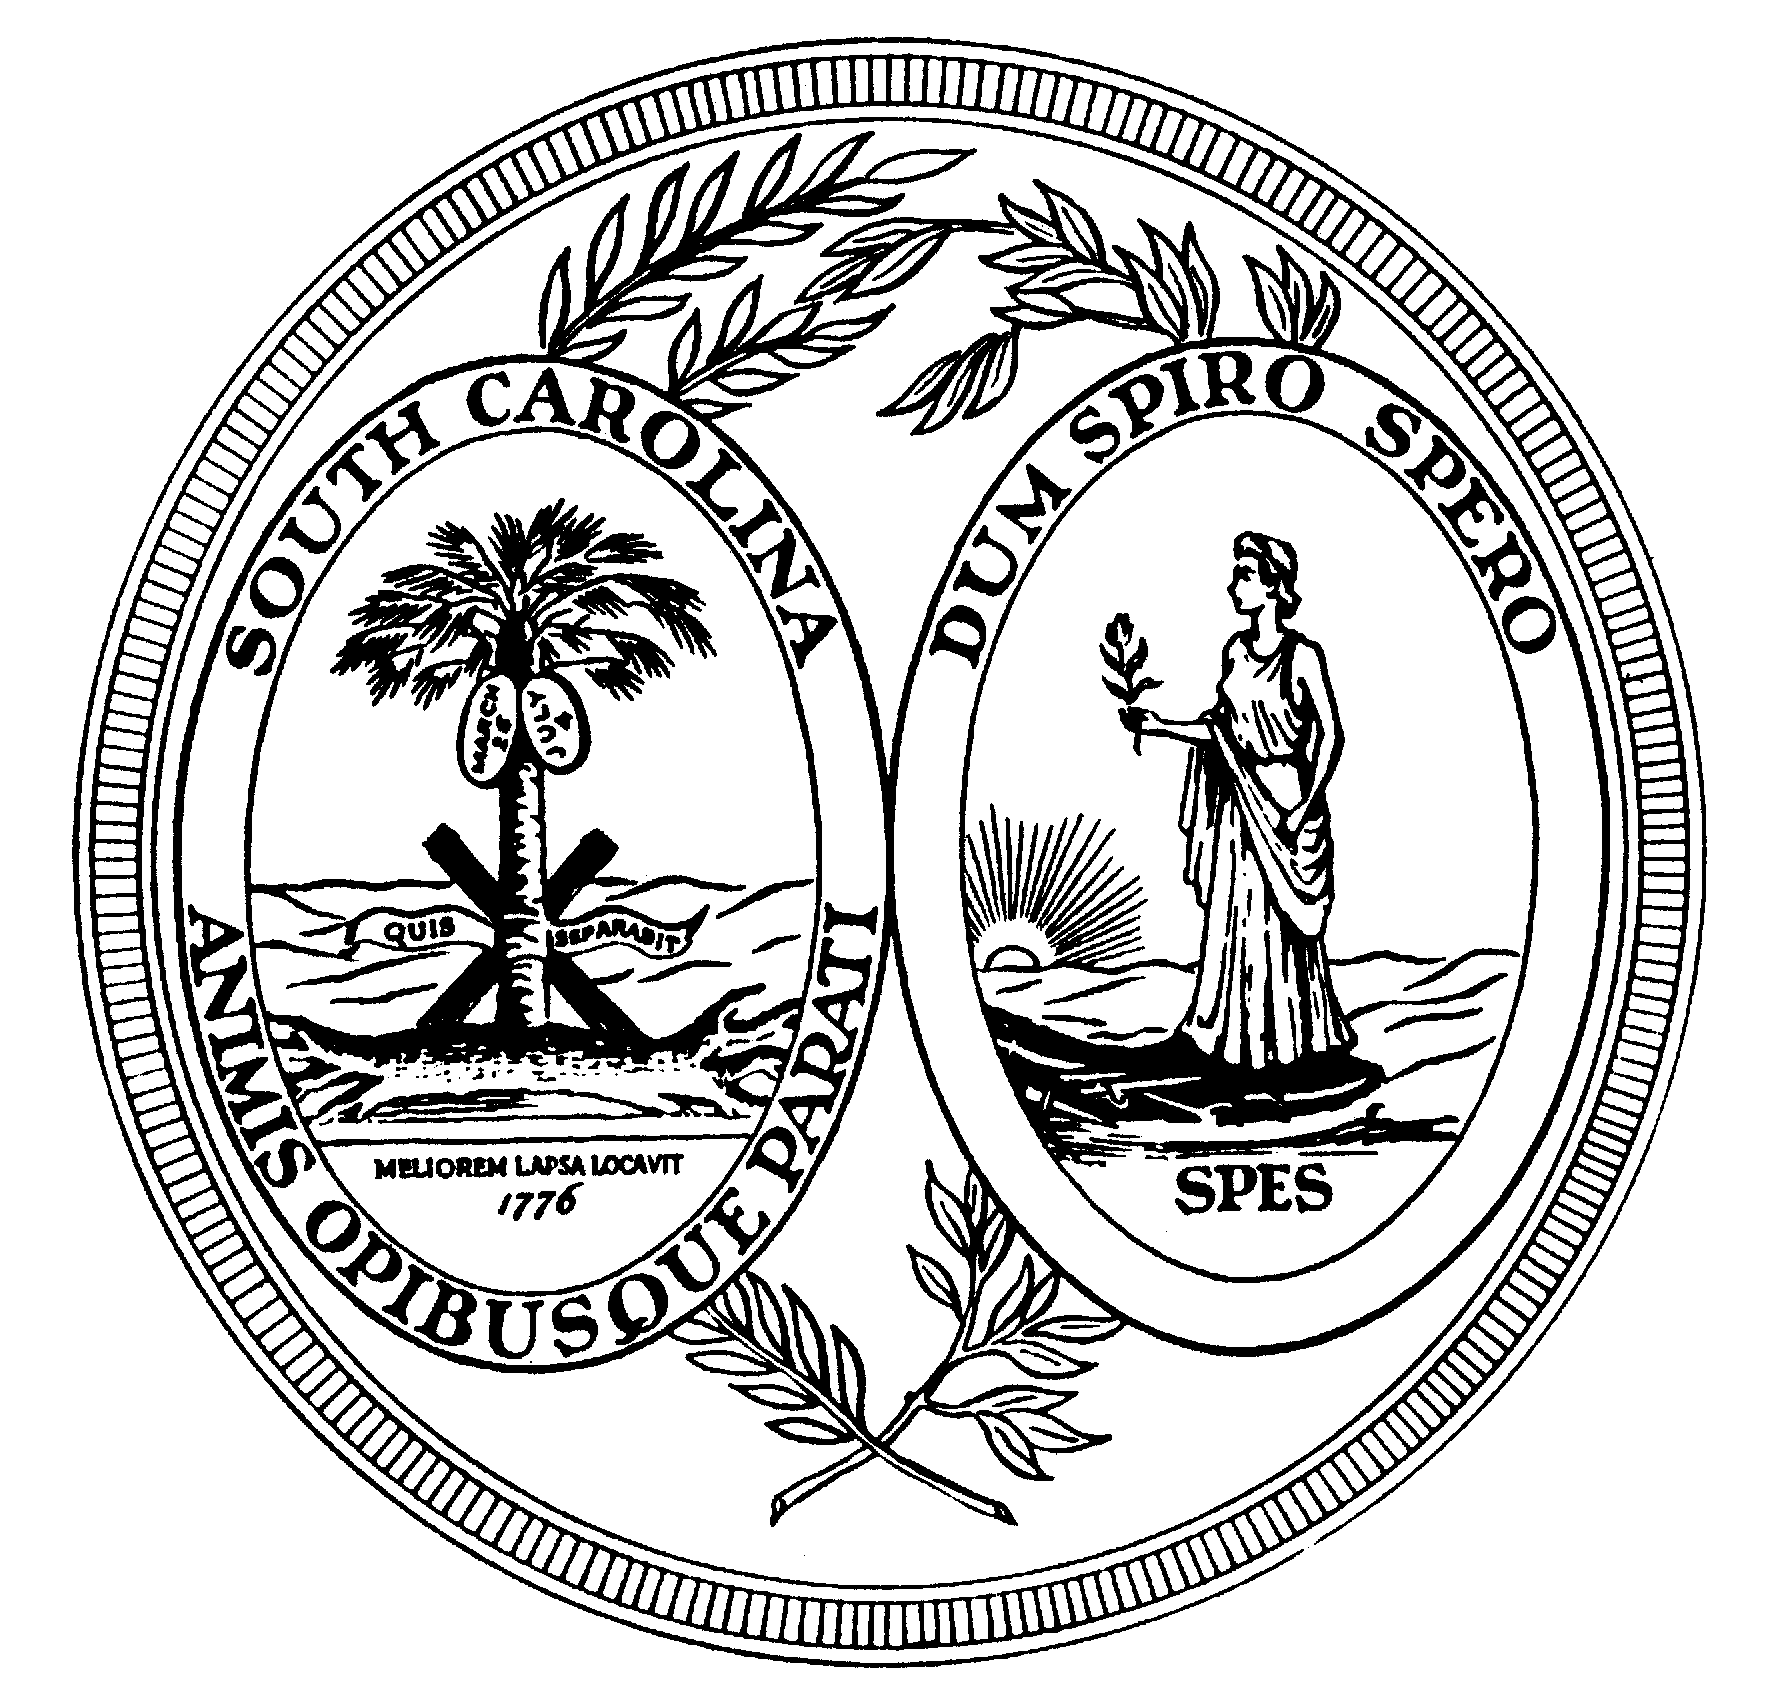 SOUTH CAROLINA
MARCH
26
JULY
4
QUIS
SEPARABIT
MELIOREM LAPSA LOCAVIT
1776
ANIMIS OPIBUSQUE PARATI
DUM SPIRO SPERO
SPES